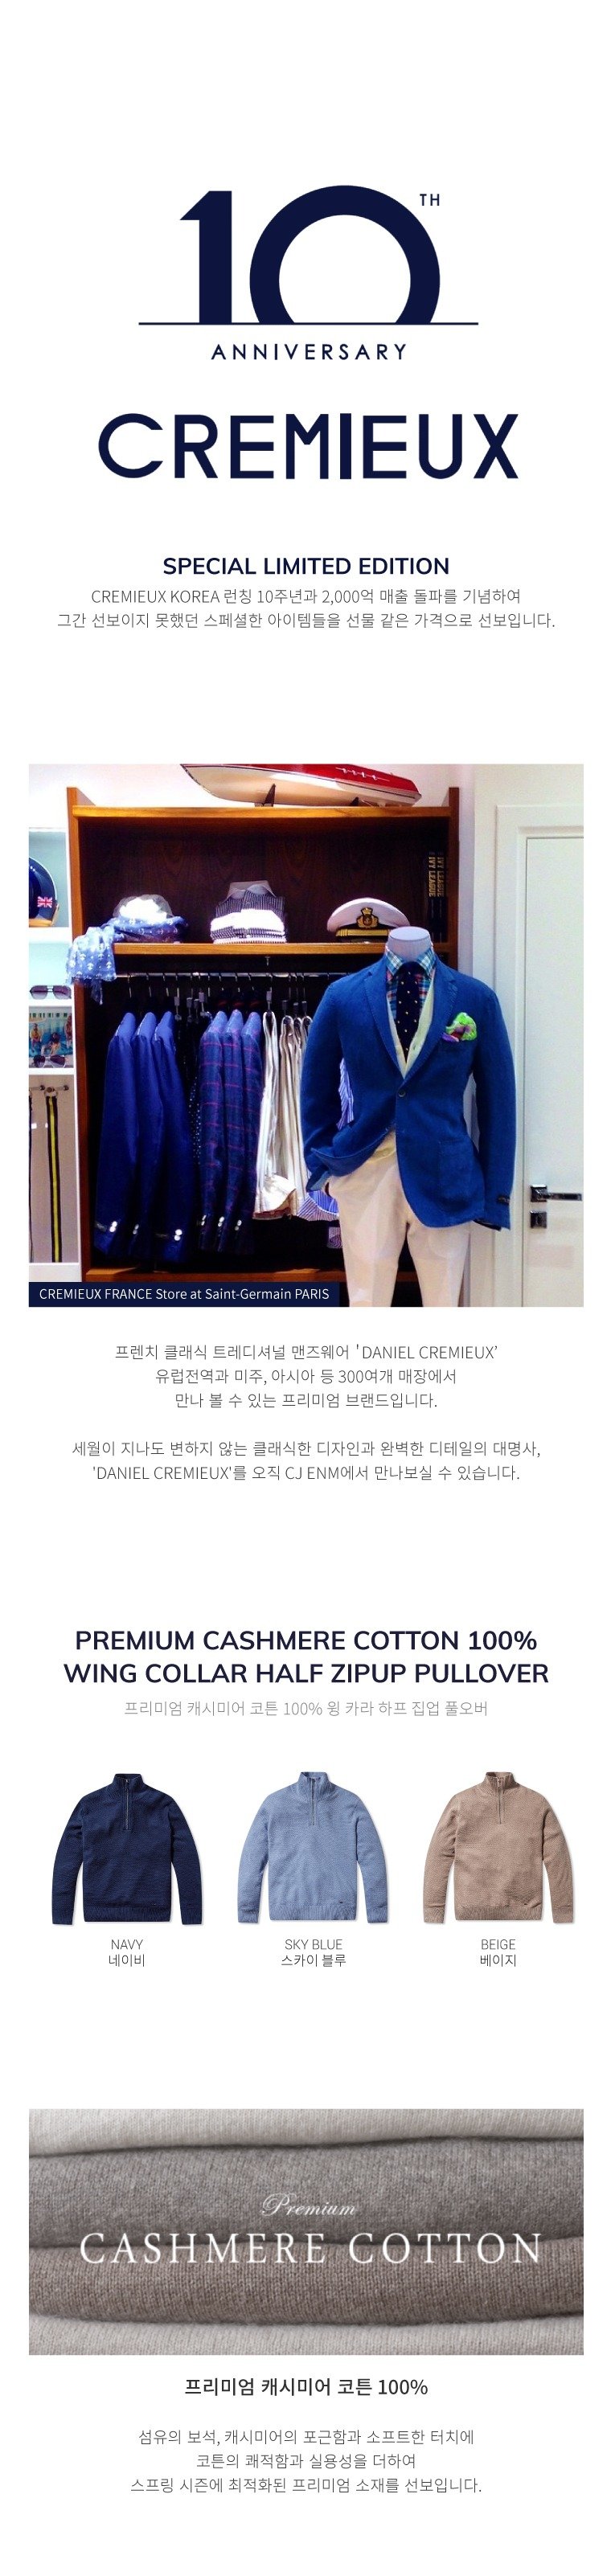 10TH
ANNIVERSARY
CREMIEUX
SPECIAL LIMITED EDITION
CREMIEUX KOREA 런칭 10주년과 2,000억 매출 돌파를 기념하여
그간 선보이지 못했던 스페셜한 아이템들을 선물 같은 가격으로 선보입니다.
IVY LEAGUE
IVY LEAGUE
CREMIEUX FRANCE Store at Saint-Germain PARIS
프렌치 클래식 트레디셔널 맨즈웨어 'DANIEL CREMIEUX’
유럽전역과 미주, 아시아 등 300여개 매장에서
만나 볼 수 있는 프리미엄 브랜드입니다.
세월이 지나도 변하지 않는 클래식한 디자인과 완벽한 디테일의 대명사,
'DANIEL CREMIEUX'를 오직 CJ ENM에서 만나보실 수 있습니다.
PREMIUM CASHMERE COTTON 100%
WING COLLAR HALF ZIPUP PULLOVER
프리미엄 캐시미어 코튼 100% 윙 카라 하프 집업 풀오버
NAVY
네이비
SKY BLUE
스카이 블루
BEIGE
베이지
Premium
CASHMERE COTTON
프리미엄 캐시미어 코튼 100%
섬유의 보석, 캐시미어의 포근함과 소프트한 터치에
코튼의 쾌적함과 실용성을 더하여
스프링 시즌에 최적화된 프리미엄 소재를 선보입니다.